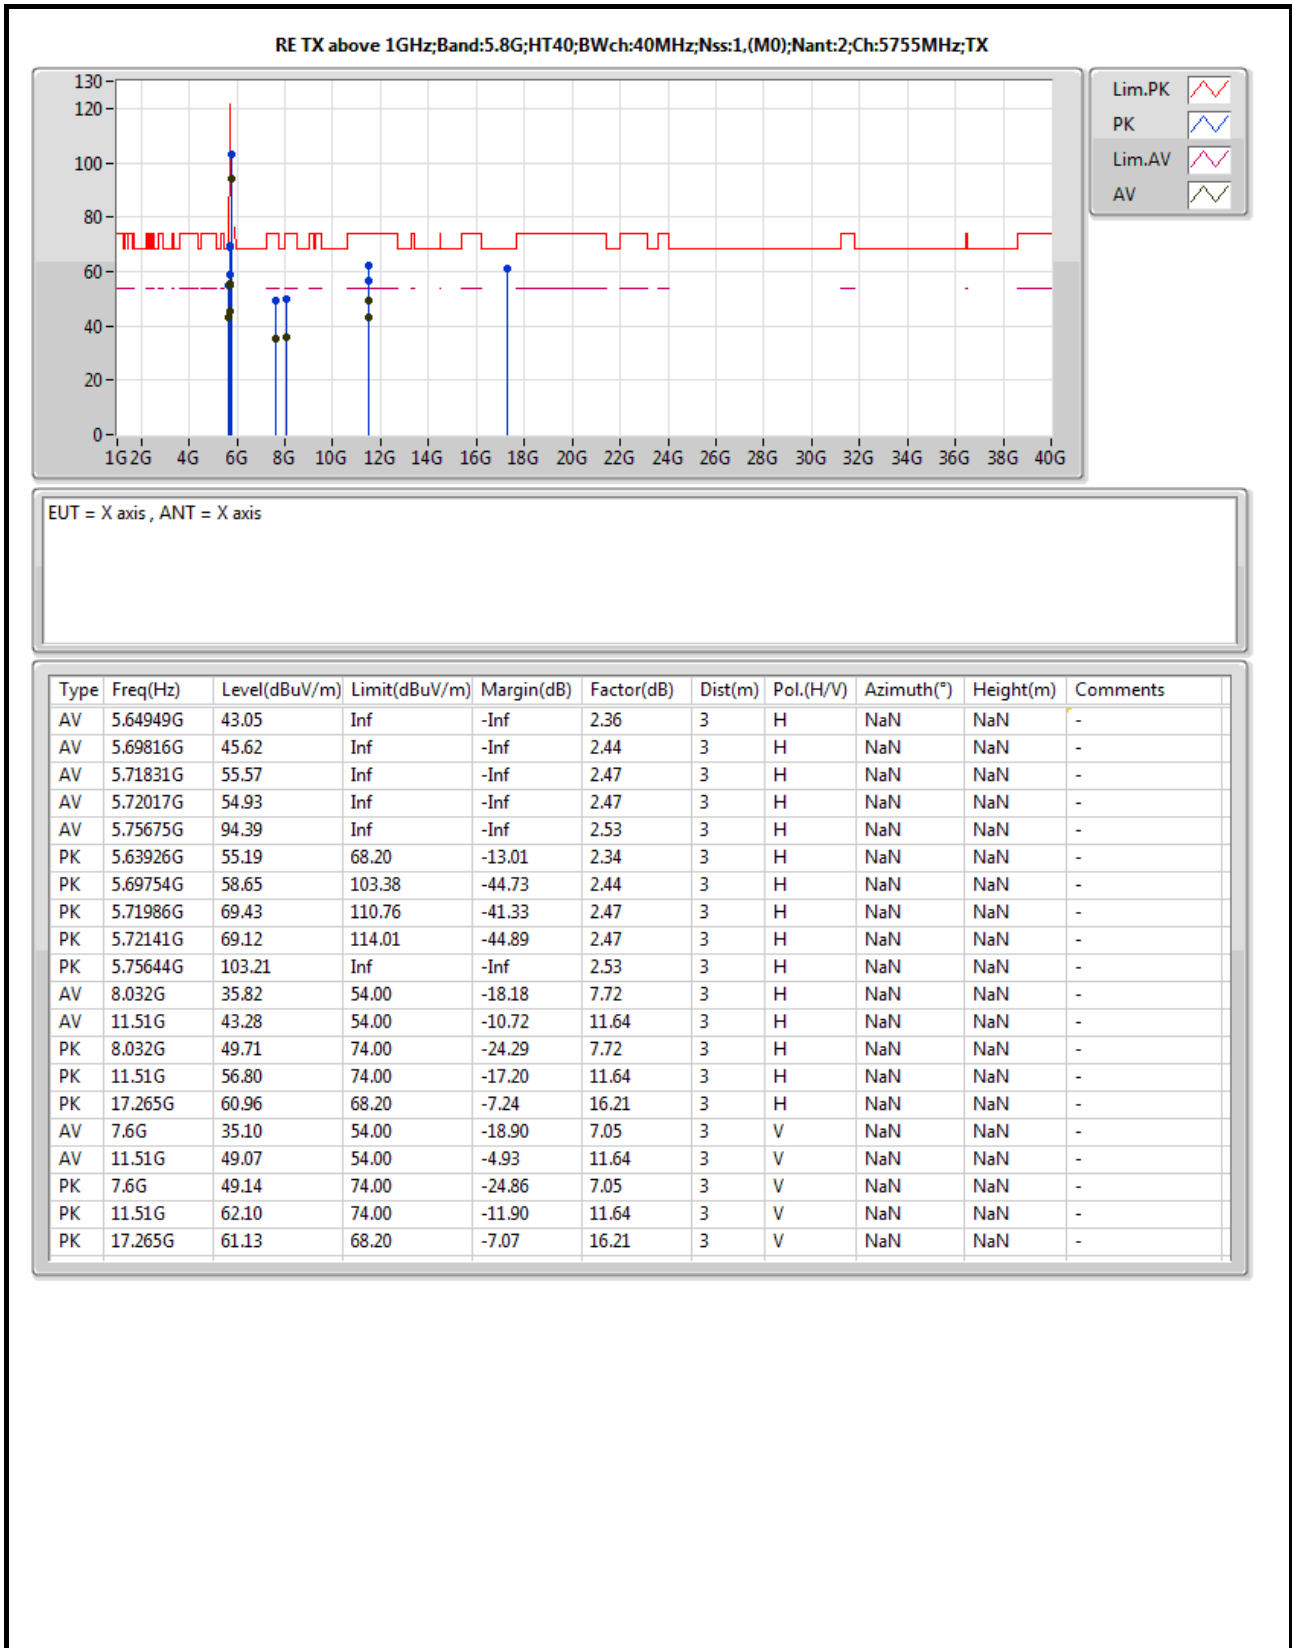 RE TX above 1GHz;Band:5.8G;HT40;BWch:40MHz;Nss:1,(M0);Nant:2;Ch:5755MHz;TX
130
120
100
80
60
40
20
0
1G 2G 4G 6G 8G 10G 12G 14G 16G 18G 20G 22G 24G 26G 28G 30G 32G 34G 36G 38G 40G
Lim.PK
PK
Lim.AV
AV
EUT = X axis , ANT = X axis
Type Freq(Hz) Level(dBuV/m) Limit(dBuV/m) Margin(dB) Factor(dB) Dist(m) Pol.(H/V) Azimuth(°) Height(m) Comments
AV 5.64949G 43.05 Inf -Inf 2.36 3 H NaN NaN -
AV 5.69816G 45.62 Inf -Inf 2.44 3 H NaN NaN -
AV 5.71831G 55.57 Inf -Inf 2.47 3 H NaN NaN -
AV 5.72017G 54.93 Inf -Inf 2.47 3 H NaN NaN -
AV 5.75675G 94.39 Inf -Inf 2.53 3 H NaN NaN -
PK 5.63926G 55.19 68.20 -13.01 2.34 3 H NaN NaN -
PK 5.69754G 58.65 103.38 -44.73 2.44 3 H NaN NaN -
PK 5.71986G 69.43 110.76 -41.33 2.47 3 H NaN NaN -
PK 5.72141G 69.12 114.01 -44.89 2.47 3 H NaN NaN -
PK 5.75644G 103.21 Inf -Inf 2.53 3 H NaN NaN -
AV 8.032G 35.82 54.00 -18.18 7.72 3 H NaN NaN -
AV 11.51G 43.28 54.00 -10.72 11.64 3 H NaN NaN -
PK 8.032G 49.71 74.00 -24.29 7.72 3 H NaN NaN -
PK 11.51G 56.80 74.00 -17.20 11.64 3 H NaN NaN -
PK 17.265G 60.96 68.20 -7.24 16.21 3 H NaN NaN -
AV 7.6G 35.10 54.00 -18.90 7.05 3 V NaN NaN -
AV 11.51G 49.07 54.00 -4.93 11.64 3 V NaN NaN -
PK 7.6G 49.14 74.00 -24.86 7.05 3 V NaN NaN -
PK 11.51G 62.10 74.00 -11.90 11.64 3 V NaN NaN -
PK 17.265G 61.13 68.20 -7.07 16.21 3 V NaN NaN -